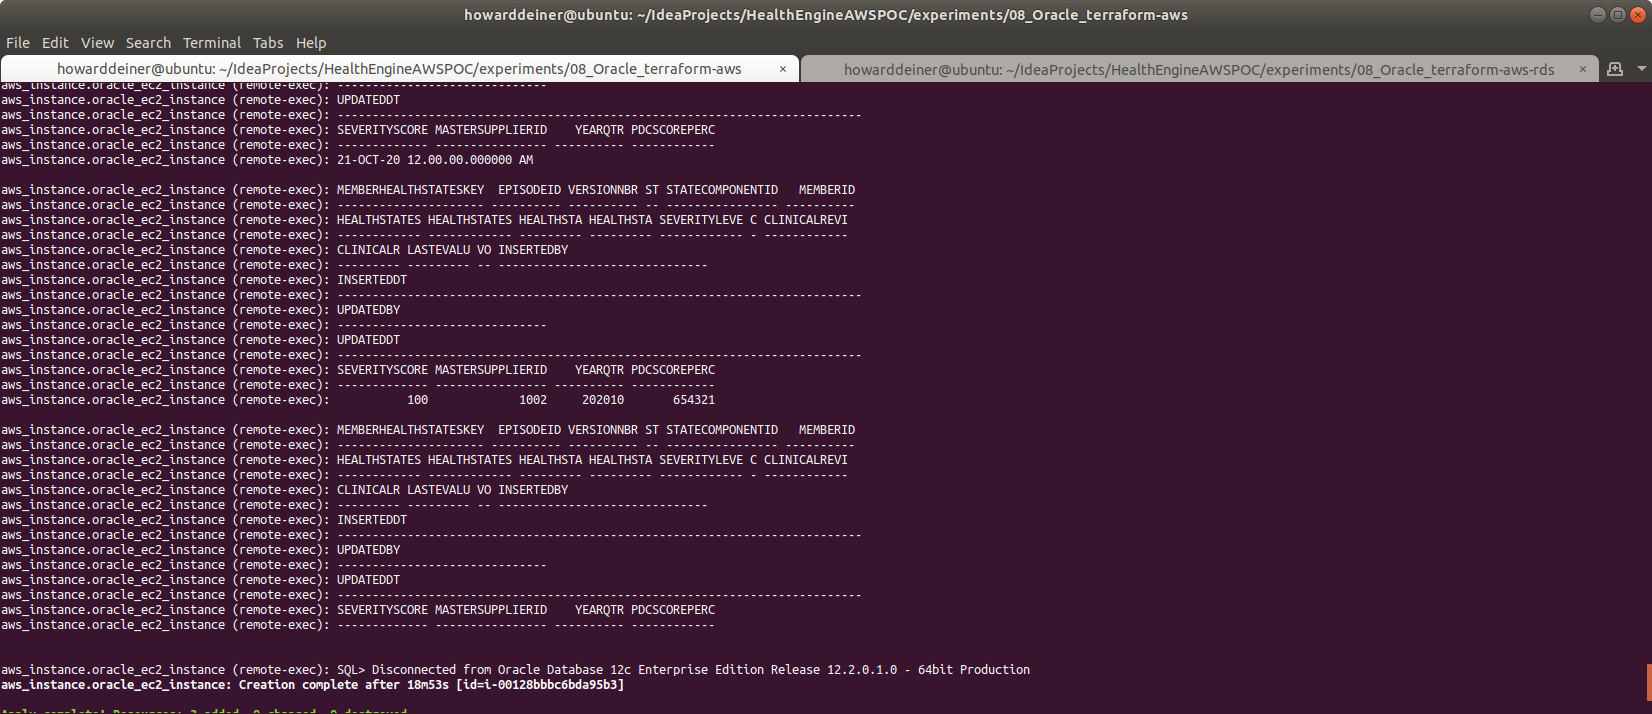 howarddeiner@ubuntu: ~/IdeaProjects/HealthEngineAWSPOC/experiments/08_Oracle_terraform-aws
File Edit View Search Terminal Tabs Help
howarddeiner@ubuntu: ~/IdeaProjects/HealthEngineAWSPOC/experiments/08_Oracle_terraform-aws × howarddeiner@ubuntu: ~/IdeaProjects/HealthEngineAWSPOC/experiments/08_Oracle_terraform-aws-rds ×
aws_instance.oracle_ec2_instance (remote-exec): ------------------------------
aws_instance.oracle_ec2_instance (remote-exec): UPDATEDDT
aws_instance.oracle_ec2_instance (remote-exec): ---------------------------------------------------------------------------
aws_instance.oracle_ec2_instance (remote-exec): SEVERITYSCORE MASTERSUPPLIERID    YEARQTR PDCSCOREPERC
aws_instance.oracle_ec2_instance (remote-exec): ------------- ---------------- ---------- ------------
aws_instance.oracle_ec2_instance (remote-exec): 21-OCT-20 12.00.00.000000 AM
aws_instance.oracle_ec2_instance (remote-exec): MEMBERHEALTHSTATESKEY  EPISODEID VERSIONNBR ST STATECOMPONENTID   MEMBERID
aws_instance.oracle_ec2_instance (remote-exec): --------------------- ---------- ---------- -- ---------------- ----------
aws_instance.oracle_ec2_instance (remote-exec): HEALTHSTATES HEALTHSTATES HEALTHSTA HEALTHSTA SEVERITYLEVE C CLINICALREVI
aws_instance.oracle_ec2_instance (remote-exec): ------------ ------------ --------- --------- ------------ - ------------
aws_instance.oracle_ec2_instance (remote-exec): CLINICALR LASTEVALU VO INSERTEDBY
aws_instance.oracle_ec2_instance (remote-exec): --------- --------- -- ------------------------------
aws_instance.oracle_ec2_instance (remote-exec): INSERTEDDT
aws_instance.oracle_ec2_instance (remote-exec): ---------------------------------------------------------------------------
aws_instance.oracle_ec2_instance (remote-exec): UPDATEDBY
aws_instance.oracle_ec2_instance (remote-exec): ------------------------------
aws_instance.oracle_ec2_instance (remote-exec): UPDATEDDT
aws_instance.oracle_ec2_instance (remote-exec): ---------------------------------------------------------------------------
aws_instance.oracle_ec2_instance (remote-exec): SEVERITYSCORE MASTERSUPPLIERID    YEARQTR PDCSCOREPERC
aws_instance.oracle_ec2_instance (remote-exec): ------------- ---------------- ---------- ------------
aws_instance.oracle_ec2_instance (remote-exec):           100             1002     202010       654321
aws_instance.oracle_ec2_instance (remote-exec): MEMBERHEALTHSTATESKEY  EPISODEID VERSIONNBR ST STATECOMPONENTID   MEMBERID
aws_instance.oracle_ec2_instance (remote-exec): --------------------- ---------- ---------- -- ---------------- ----------
aws_instance.oracle_ec2_instance (remote-exec): HEALTHSTATES HEALTHSTATES HEALTHSTA HEALTHSTA SEVERITYLEVE C CLINICALREVI
aws_instance.oracle_ec2_instance (remote-exec): ------------ ------------ --------- --------- ------------ - ------------
aws_instance.oracle_ec2_instance (remote-exec): CLINICALR LASTEVALU VO INSERTEDBY
aws_instance.oracle_ec2_instance (remote-exec): --------- --------- -- ------------------------------
aws_instance.oracle_ec2_instance (remote-exec): INSERTEDDT
aws_instance.oracle_ec2_instance (remote-exec): ---------------------------------------------------------------------------
aws_instance.oracle_ec2_instance (remote-exec): UPDATEDBY
aws_instance.oracle_ec2_instance (remote-exec): ------------------------------
aws_instance.oracle_ec2_instance (remote-exec): UPDATEDDT
aws_instance.oracle_ec2_instance (remote-exec): ---------------------------------------------------------------------------
aws_instance.oracle_ec2_instance (remote-exec): SEVERITYSCORE MASTERSUPPLIERID    YEARQTR PDCSCOREPERC
aws_instance.oracle_ec2_instance (remote-exec): ------------- ---------------- ---------- ------------
aws_instance.oracle_ec2_instance (remote-exec): SQL> Disconnected from Oracle Database 12c Enterprise Edition Release 12.2.0.1.0 - 64bit Production
aws_instance.oracle_ec2_instance: Creation complete after 18m53s [id=i-00128bbbc6bda95b3]